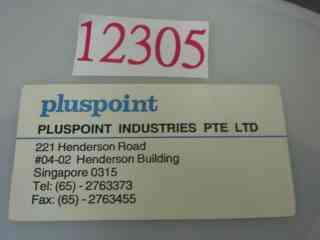 12305
pluspoint
PLUSPOINT INDUSTRIES PTE LTD
221 Henderson Road
#04-02 Henderson Building
Singapore 0315
Tel: (65) - 2763373
Fax: (65) - 2763455